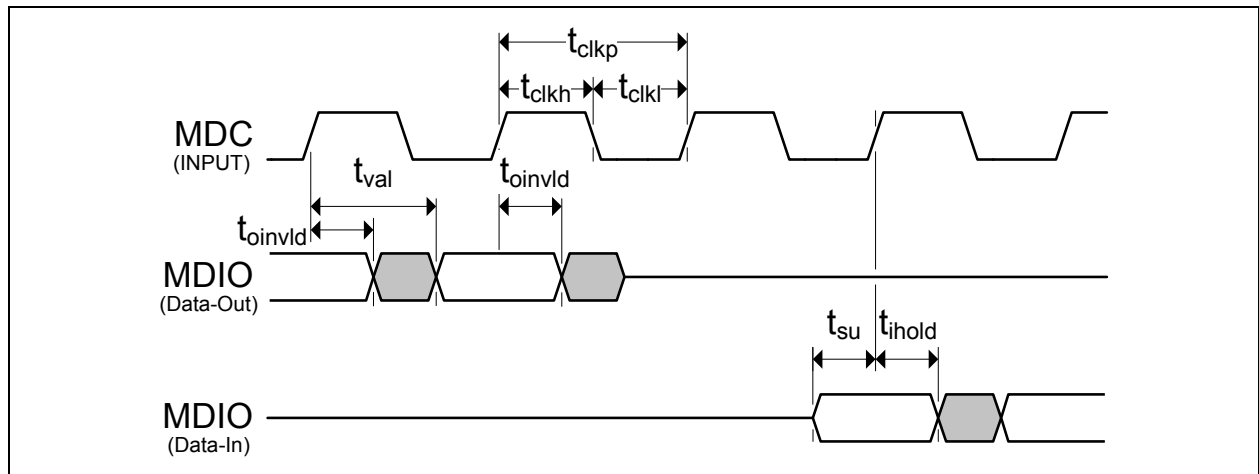 tclkp
tclkh tclkl
MDC
(INPUT)
tval
toinvld
toinvld
MDIO
(Data-Out)
tsu tihold
MDIO
(Data-In)